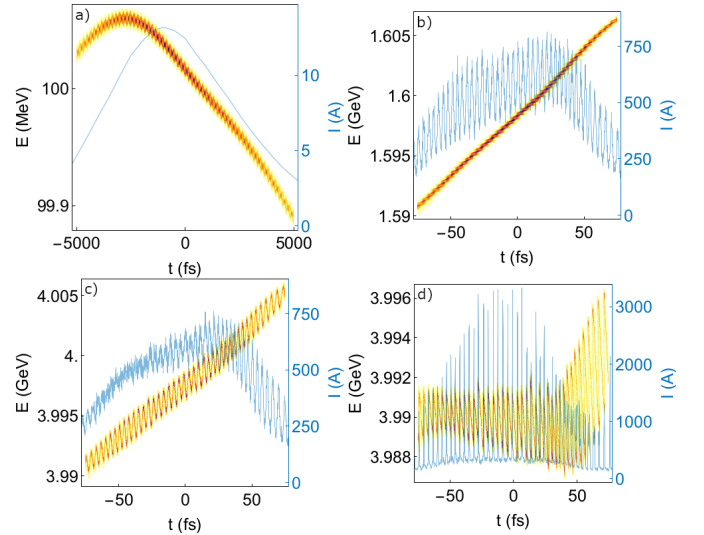 a)
100
99.9
E (MeV)
−5000
0
5000
t (fs)
10
5
0
I (A)
b)
1.605
1.6
1.595
1.59
E (GeV)
−50
0
50
t (fs)
750
500
250
0
I (A)
c)
4.005
4.
3.995
3.99
E (GeV)
−50
0
50
t (fs)
750
500
250
0
I (A)
d)
3.996
3.994
3.992
3.99
3.988
E (GeV)
−50
0
50
t (fs)
3000
2000
1000
0
I (A)